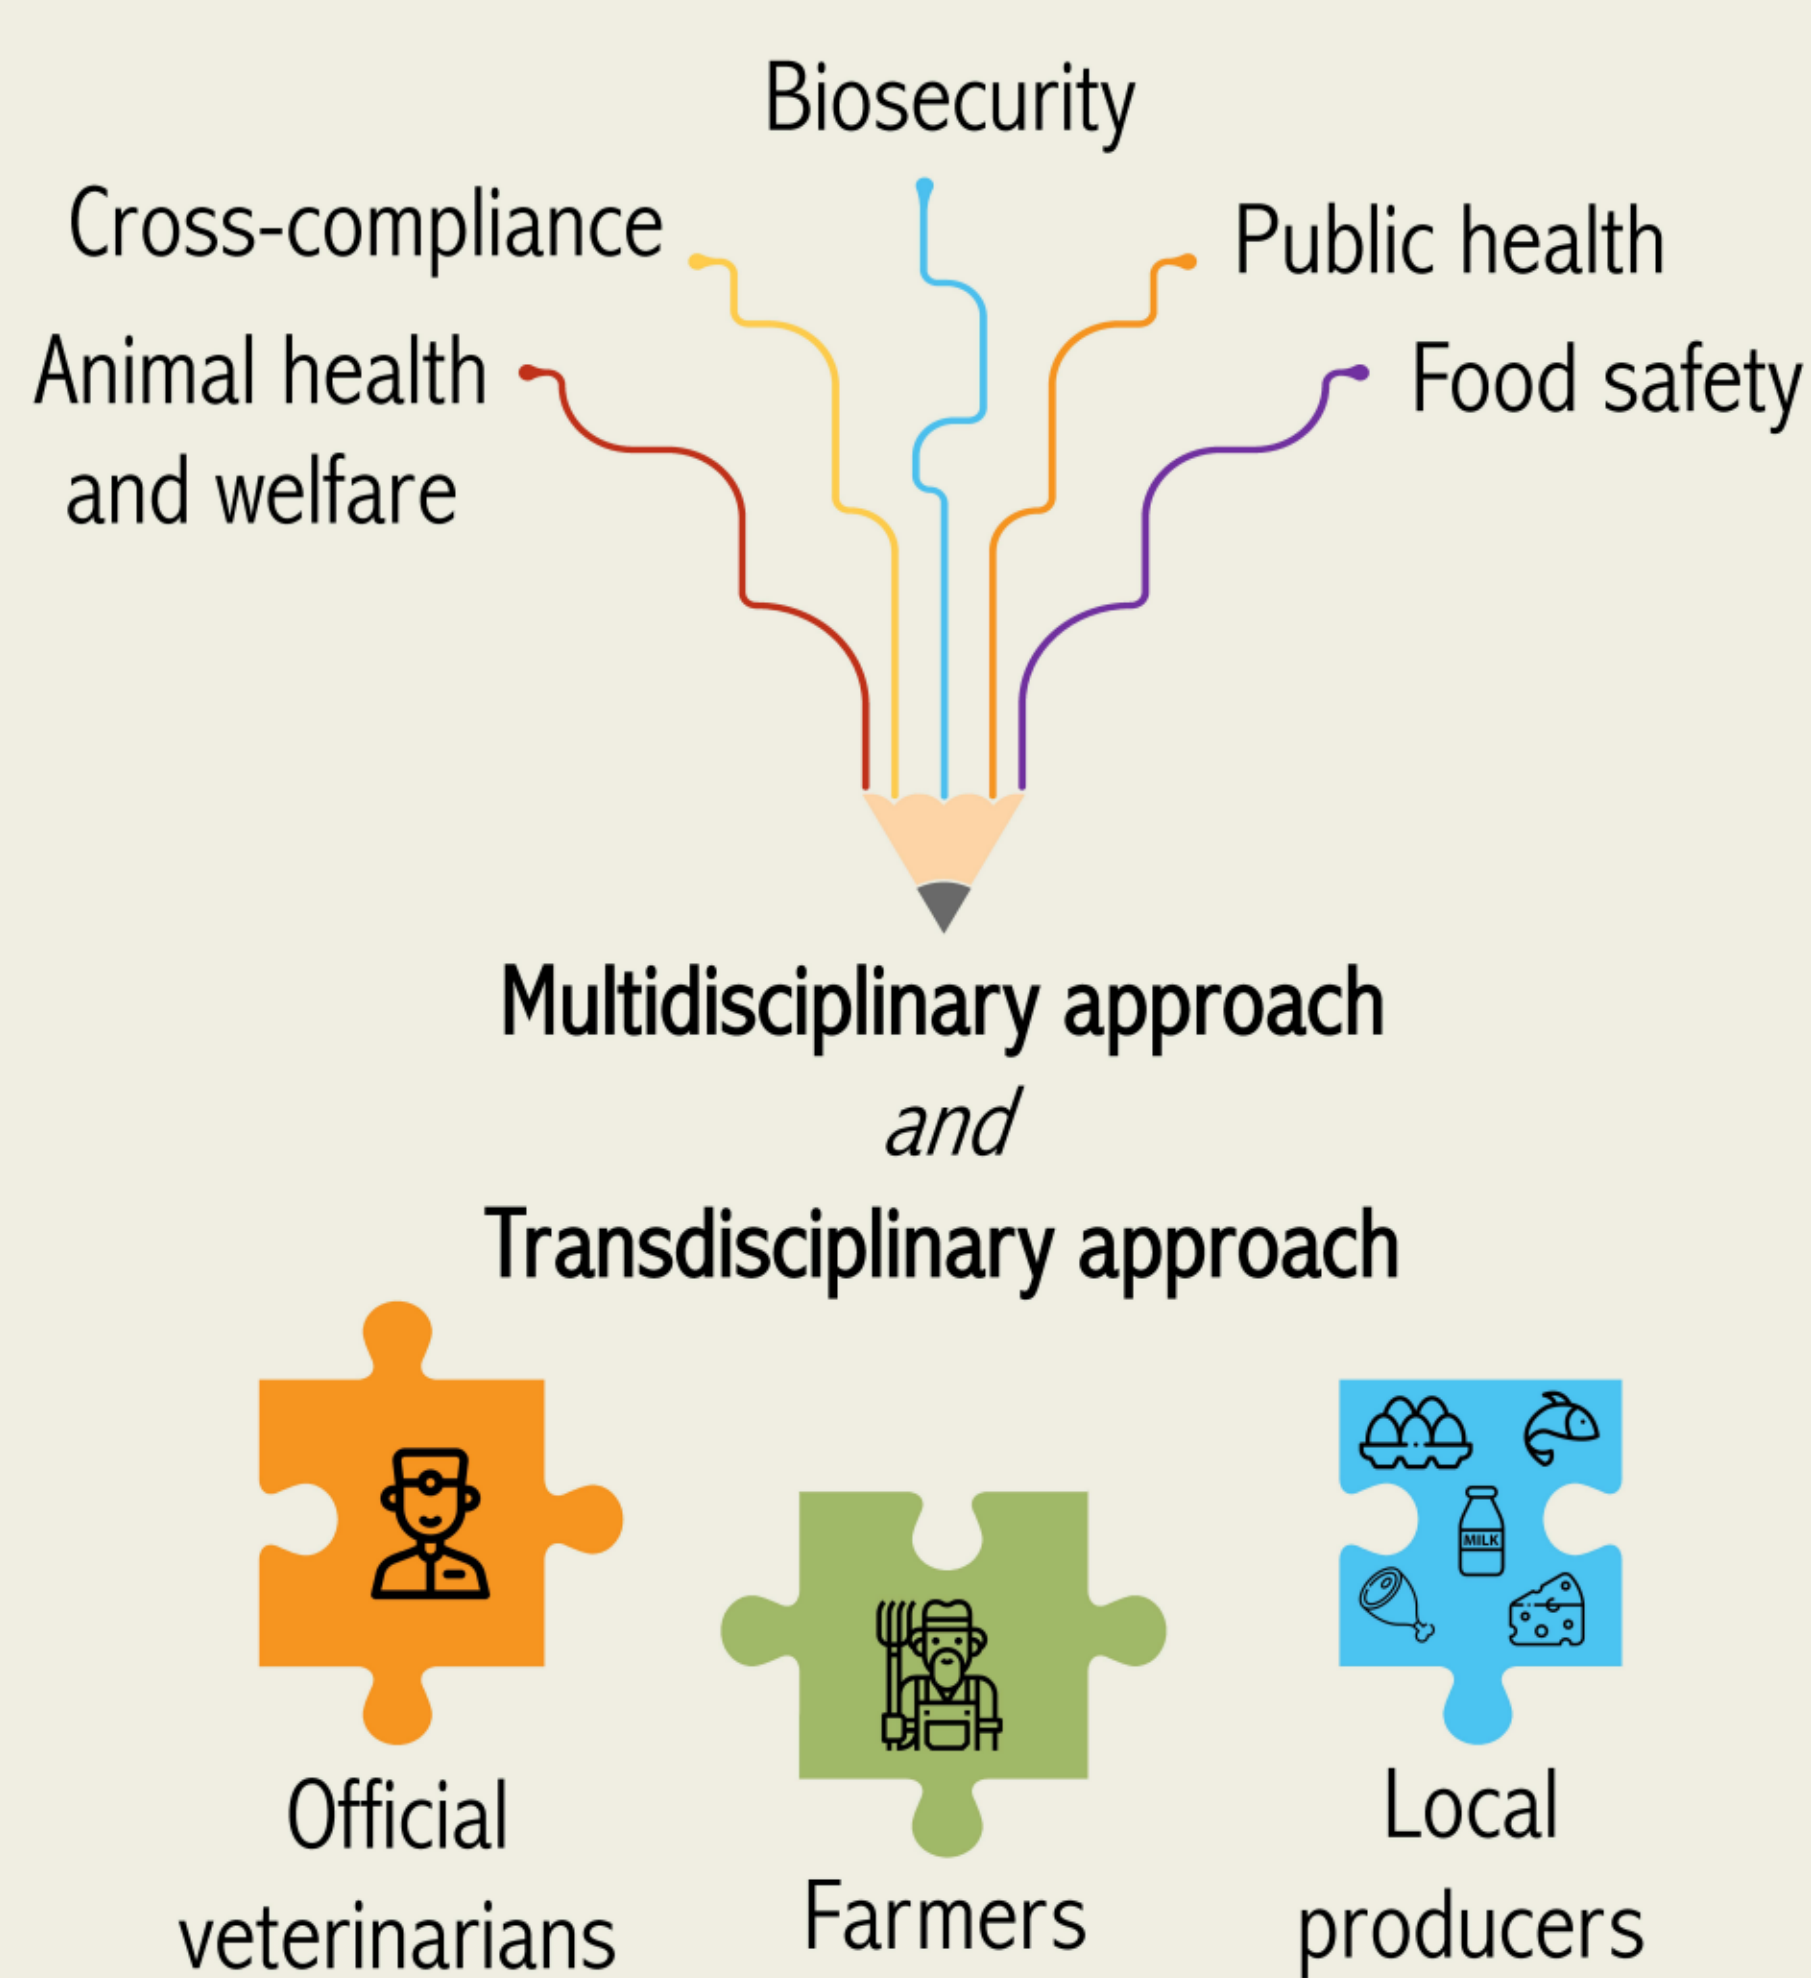 Biosecurity
Cross-compliance
Public health
Animal health
and welfare
Food safety
Multidisciplinary approach
and
Transdisciplinary approach
MILK
Official
veterinarians
Farmers
Local
producers